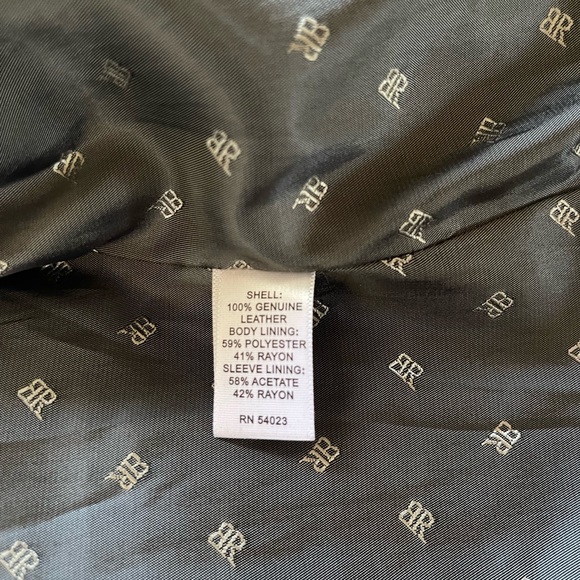 SHELL:
100% GENUINE
LEATHER
BODY LINING:
59% POLYESTER
41% RAYON
SLEEVE LINING:
58% ACETATE
42% RAYON
RN 54023